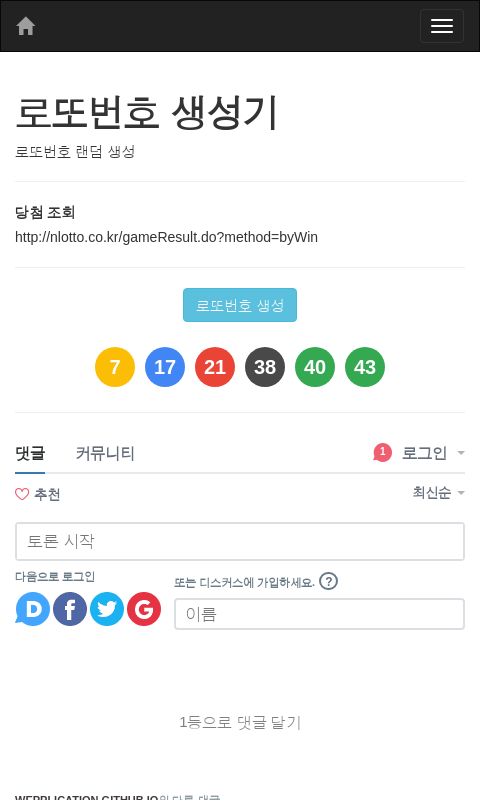 로또번호 생성기
로또번호 랜덤 생성
당첨 조회
http://nlotto.co.kr/gameResult.do?method=byWin
로또번호 생성
7 17 21 38 40 43
댓글 커뮤니티 1 로그인
추천 최신순
토론 시작
다음으로 로그인
또는 디스커스에 가입하세요. ?
D f G
이름
1등으로 댓글 달기
WEPPLICATION.GITHUB.IO의 다른 댓글